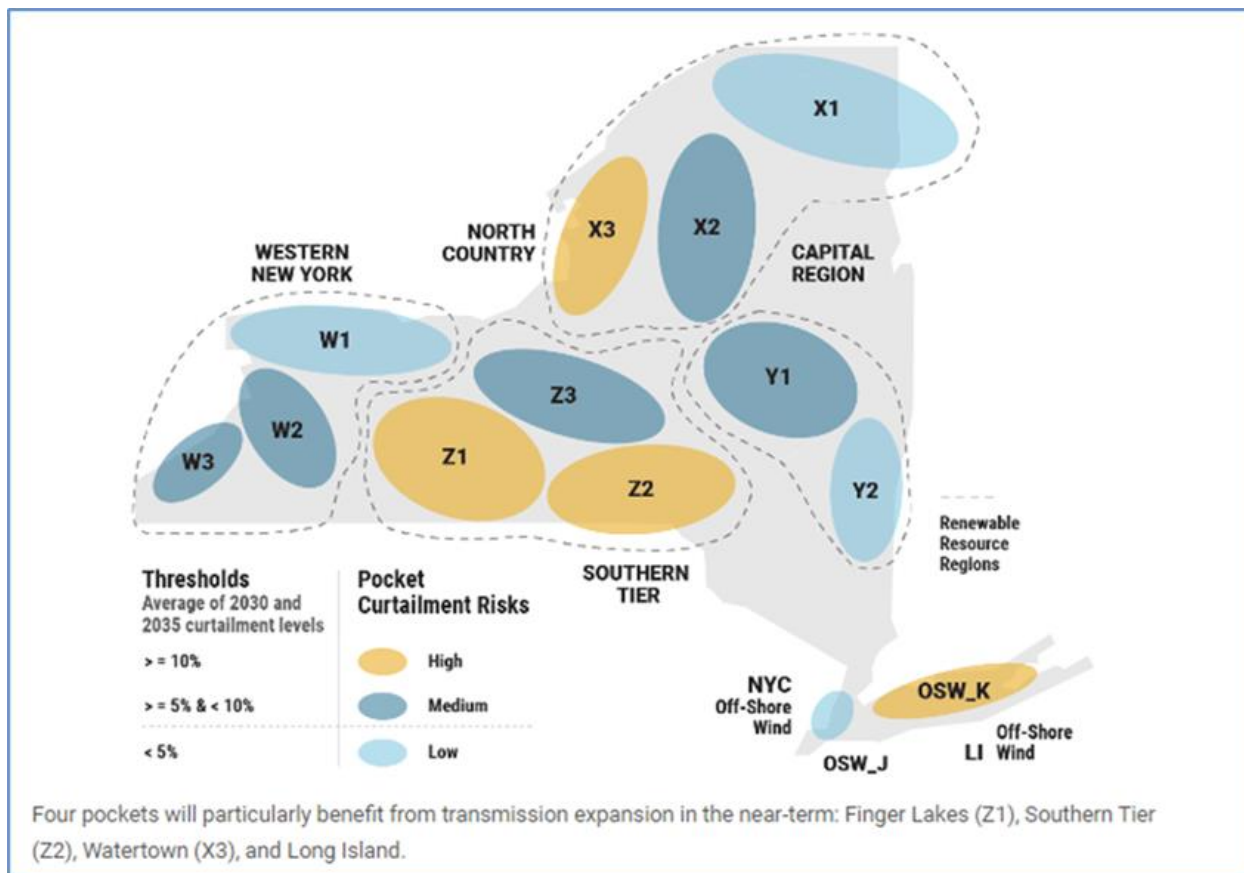 X1
NORTH
COUNTRY
X3
X2
CAPITAL
REGION
WESTERN
NEW YORK
W1
W2
W3
Z3
Z1
Z2
Y1
Y2
SOUTHERN
TIER
Renewable
Resource
Regions
Thresholds
Average of 2030 and
2035 curtailment levels
> = 10%
> = 5% & < 10%
< 5%
Pocket
Curtailment Risks
High
Medium
Low
NYC
Off-Shore
Wind
OSW_J
OSW_K
LI
Off-Shore
Wind
Four pockets will particularly benefit from transmission expansion in the near-term: Finger Lakes (Z1), Southern Tier
(Z2), Watertown (X3), and Long Island.